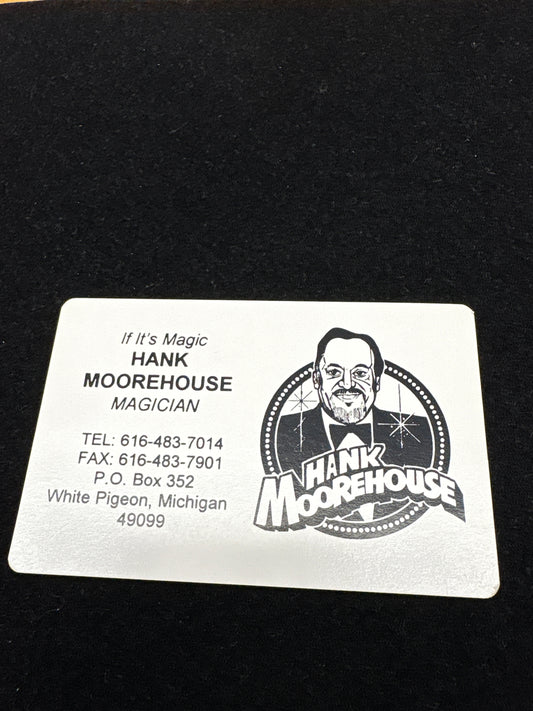 If It's Magic
HANK
MOOREHOUSE
MAGICIAN
TEL: 616-483-7014
FAX: 616-483-7901
P.O. Box 352
White Pigeon, Michigan
49099
HANK
MOOREHOUSE